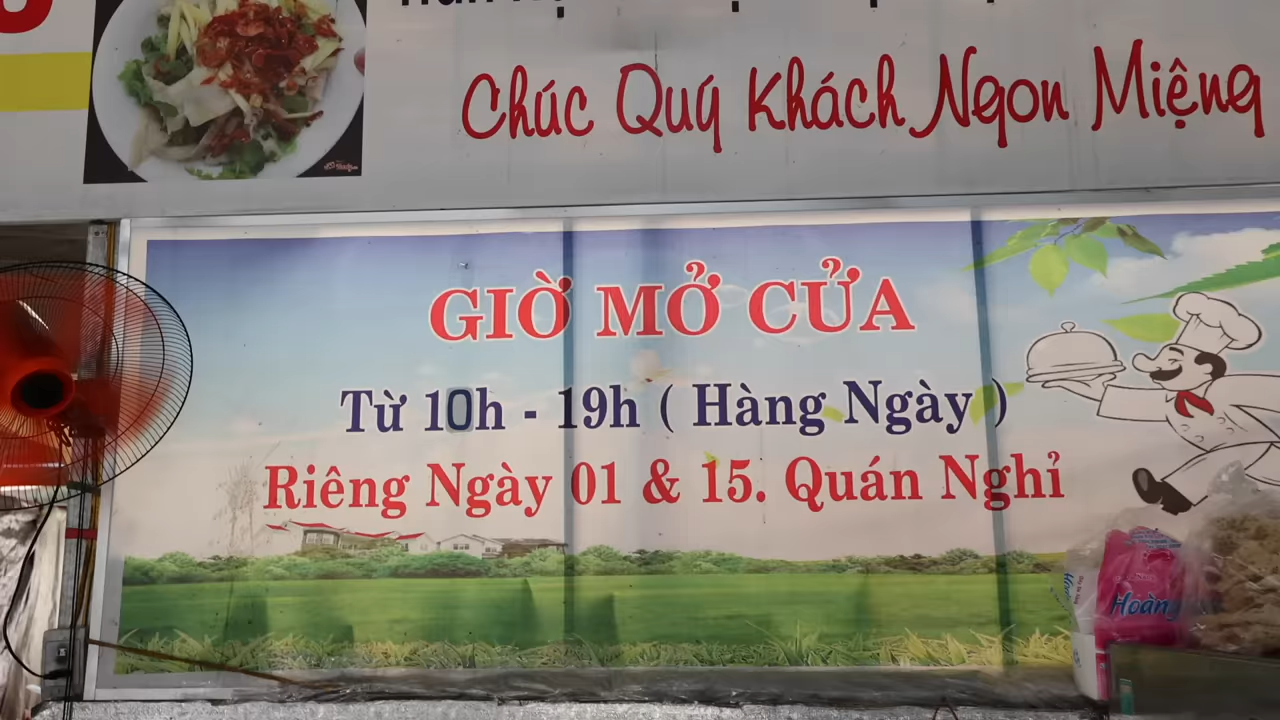 Chúc Quý Khách Ngon Miệng
GIỜ MỞ CỬA
Từ 10h - 19h ( Hàng Ngày )
Riêng Ngày 01 & 15. Quán Nghỉ
Hoàng